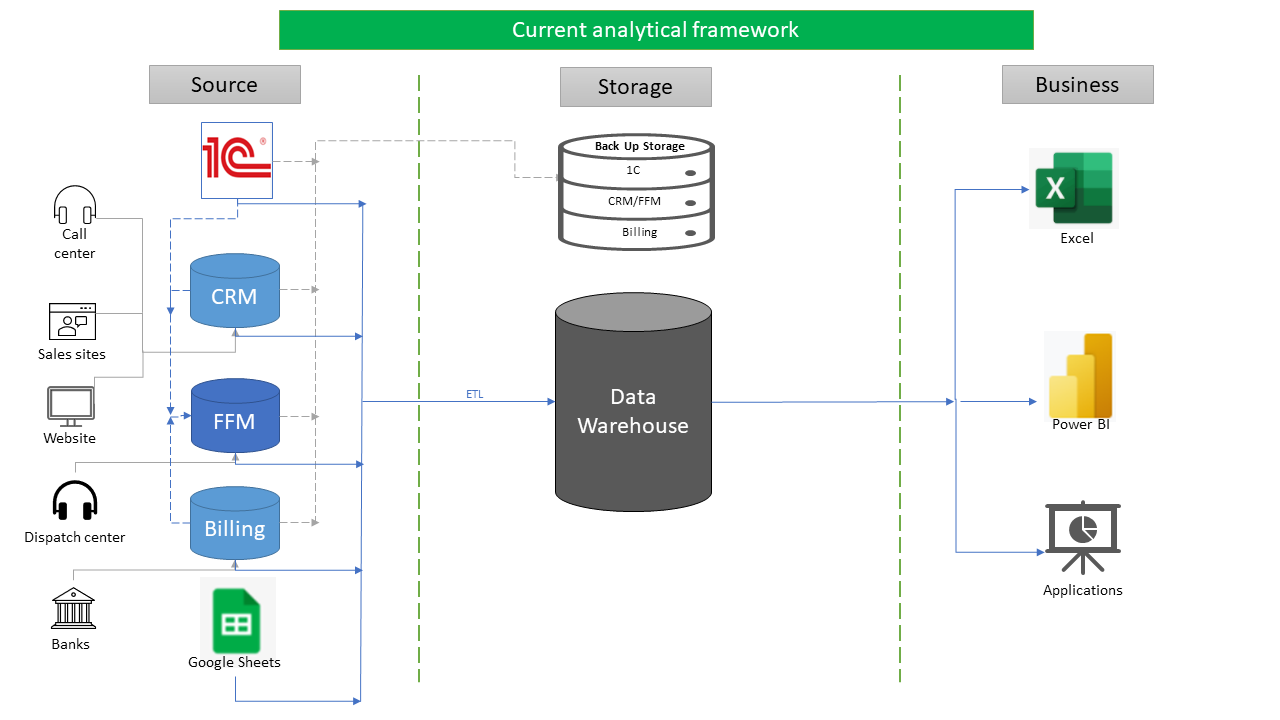 Current analytical framework
Source
Storage
Business
1C
®
Back Up Storage
1C
CRM/FFM
Billing
X
Excel
Call
center
CRM
Sales sites
Website
FFM
ETL
Data
Warehouse
Power BI
Dispatch center
Billing
Applications
Banks
Google Sheets